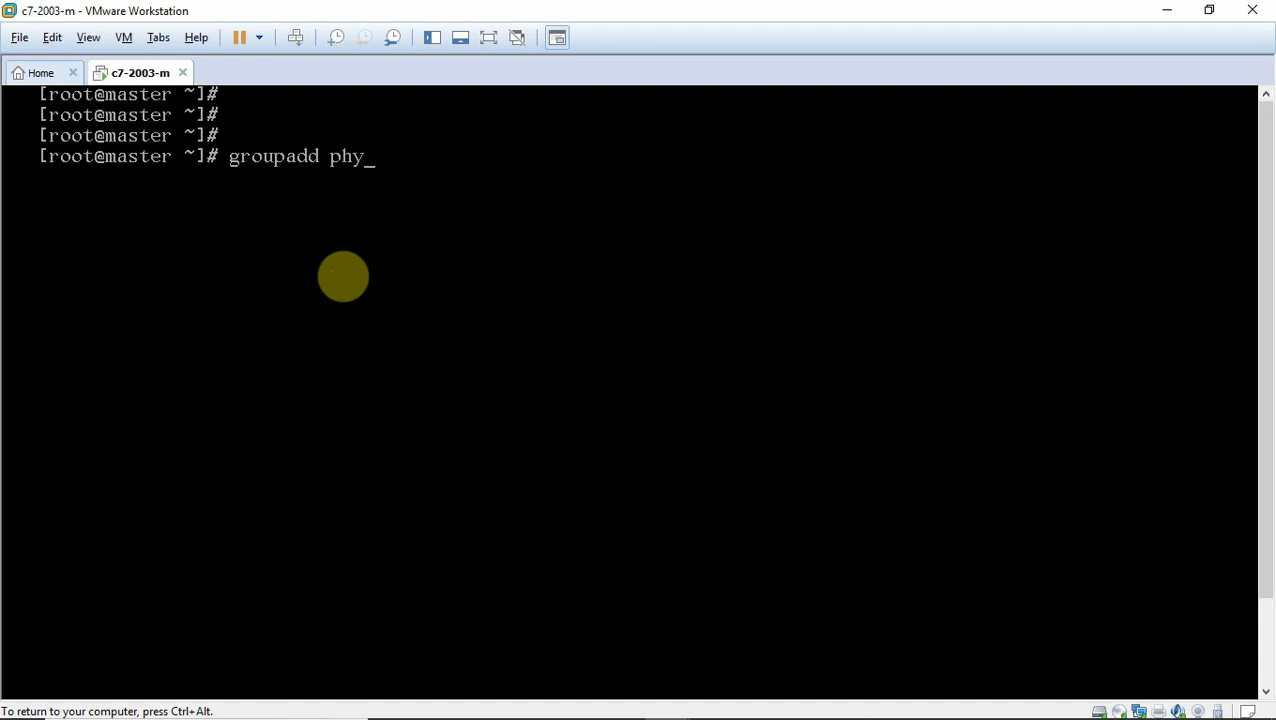 c7-2003-m - VMware Workstation
File Edit View VM Tabs Help
Home c7-2003-m
[root@master ~]#
[root@master ~]#
[root@master ~]#
[root@master ~]# groupadd phy_
To return to your computer, press Ctrl+Alt.